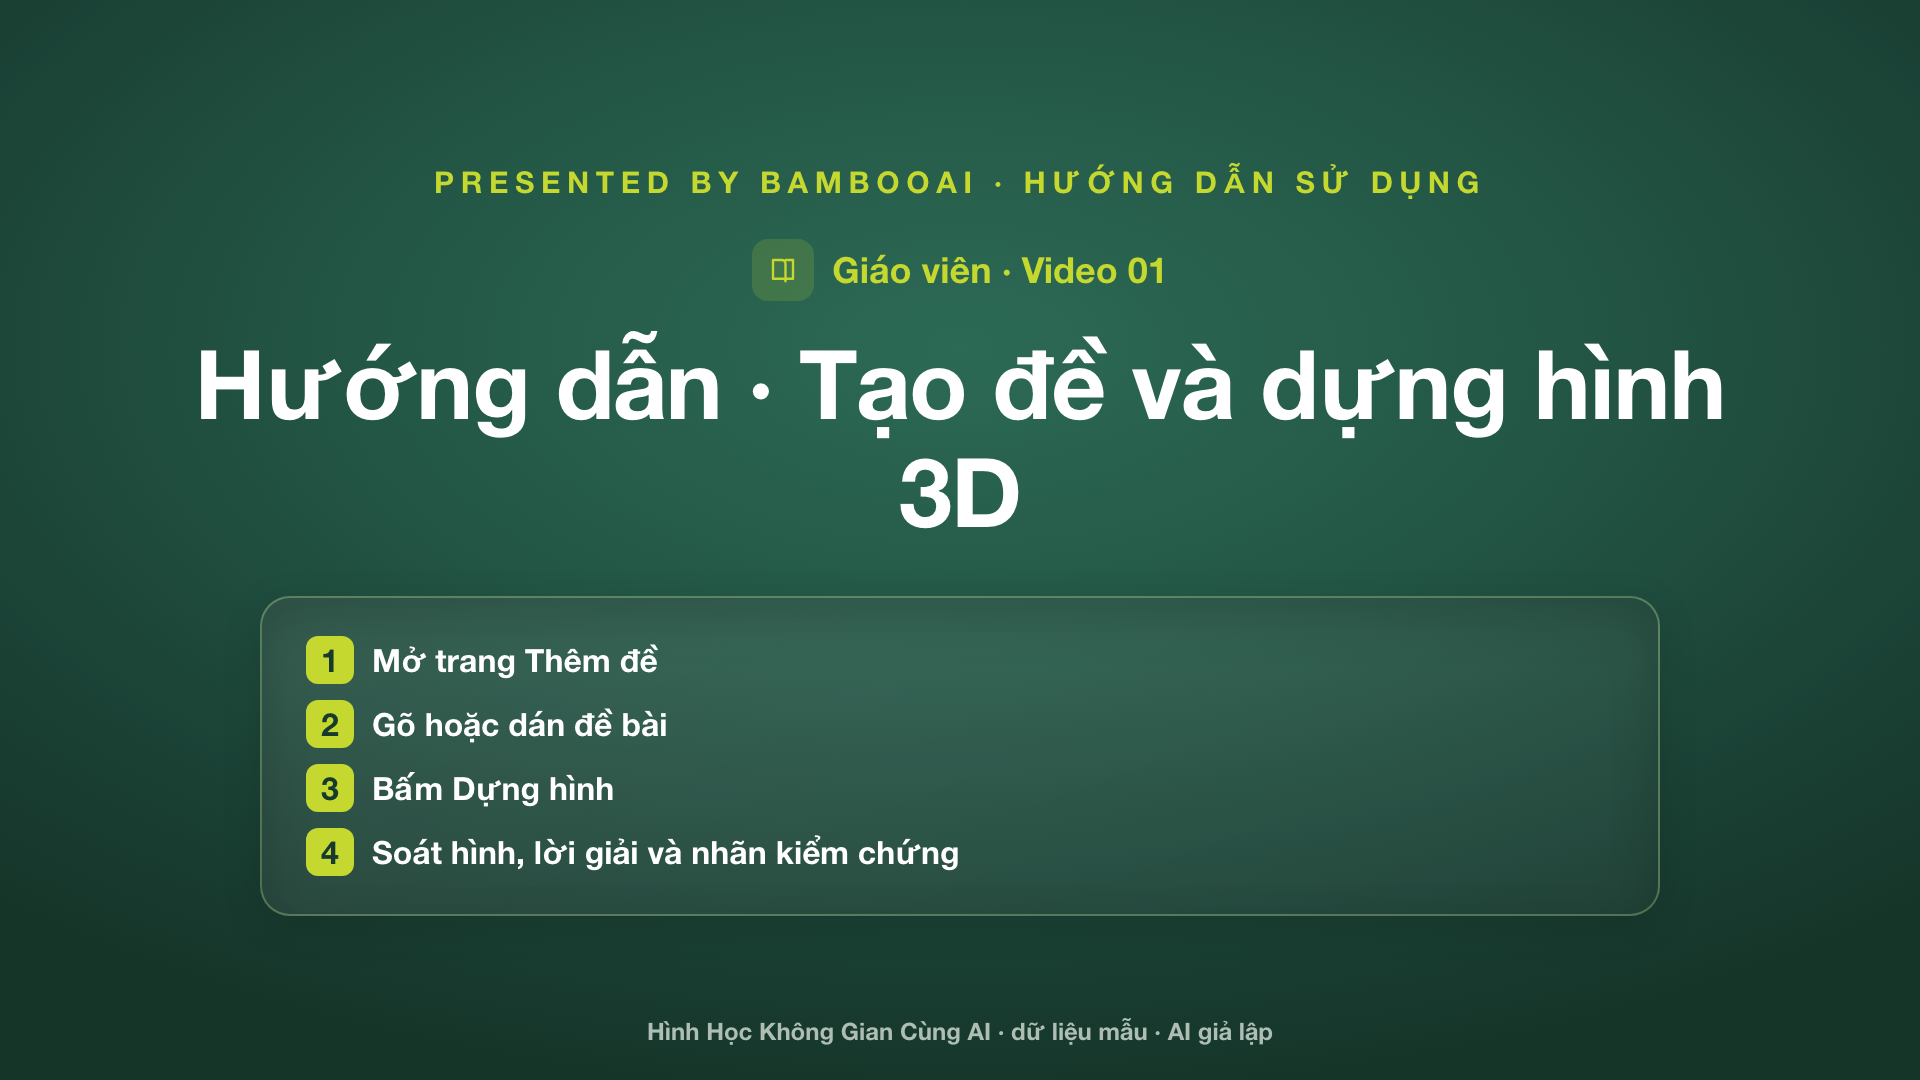 PRESENTED BY BAMBOOAI · HƯỚNG DẪN SỬ DỤNG
Giáo viên · Video 01
Hướng dẫn · Tạo đề và dựng hình
3D
1 Mở trang Thêm đề
2 Gõ hoặc dán đề bài
3 Bấm Dựng hình
4 Soát hình, lời giải và nhãn kiểm chứng
Hình Học Không Gian Cùng AI · dữ liệu mẫu · AI giả lập